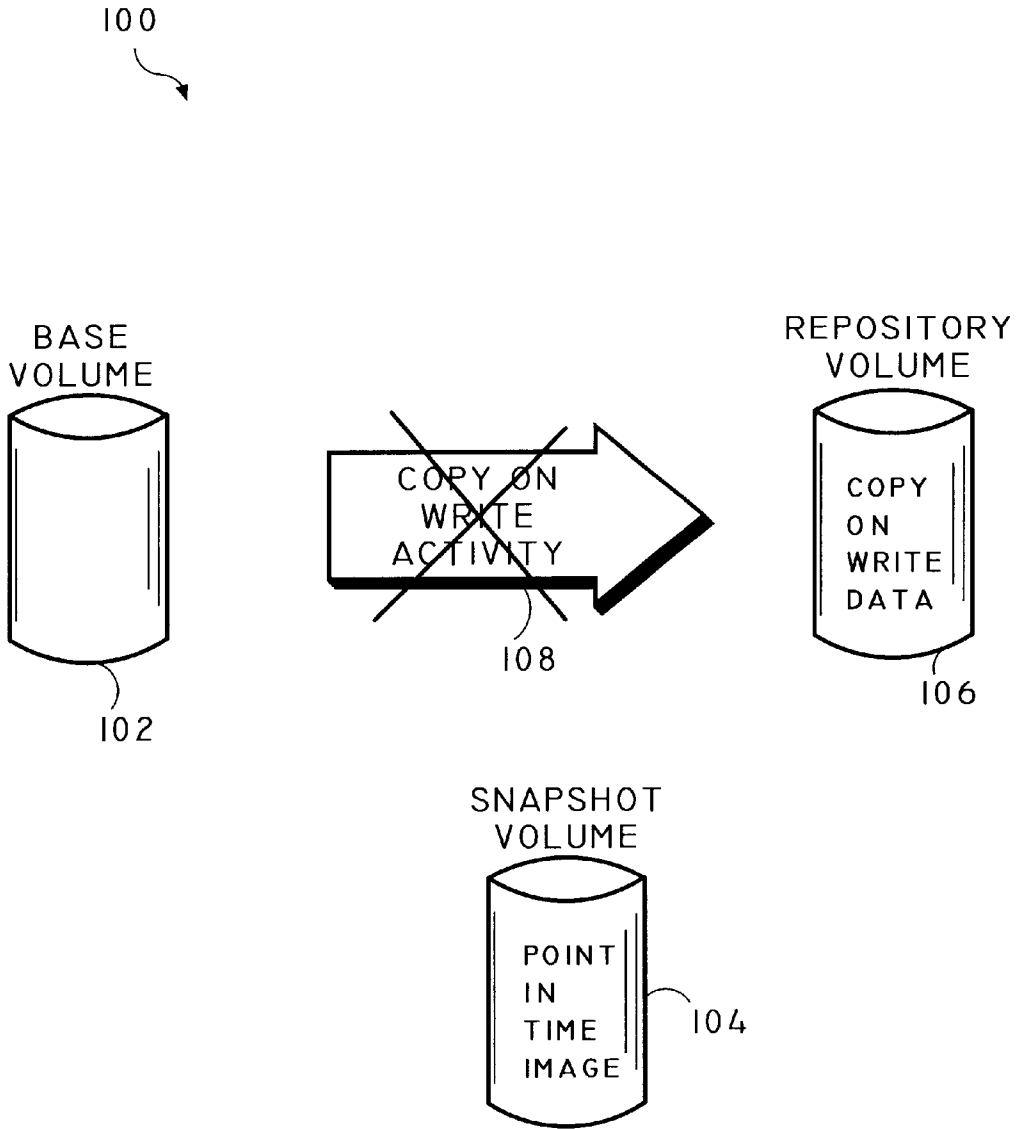 100
BASE
VOLUME
REPOSITORY
VOLUME
COPY ON
WRITE
ACTIVITY
COPY
ON
WRITE
DATA
108
106
102
SNAPSHOT
VOLUME
POINT
IN
TIME
IMAGE
104